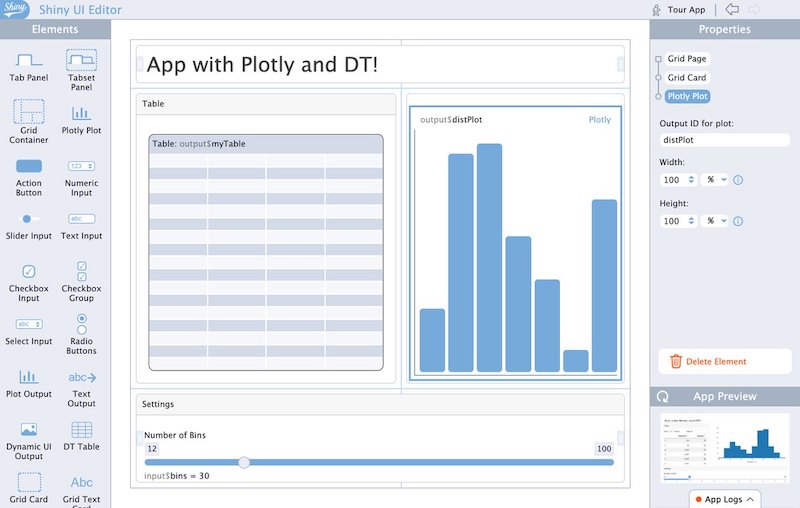 Shiny
Shiny UI Editor
Tour App
Elements
Properties
Tab Panel
Tabset
Panel
Grid
Container
Plotly Plot
Action
Button
123
Numeric
Input
Slider Input
abc
Text Input
Checkbox
Input
Checkbox
Group
abc
Select Input
Radio
Buttons
Plot Output
abc
Text
Output
Dynamic UI
Output
DT Table
Grid Card
Abc
Grid Text
Card
App with Plotly and DT!
Table
Table: output$myTable
output$distPlot
Plotly
Settings
Number of Bins
12
100
input$bins = 30
Grid Page
Grid Card
Plotly Plot
Output ID for plot:
distPlot
Width:
100
%
Height:
100
%
Delete Element
App Preview
App Logs